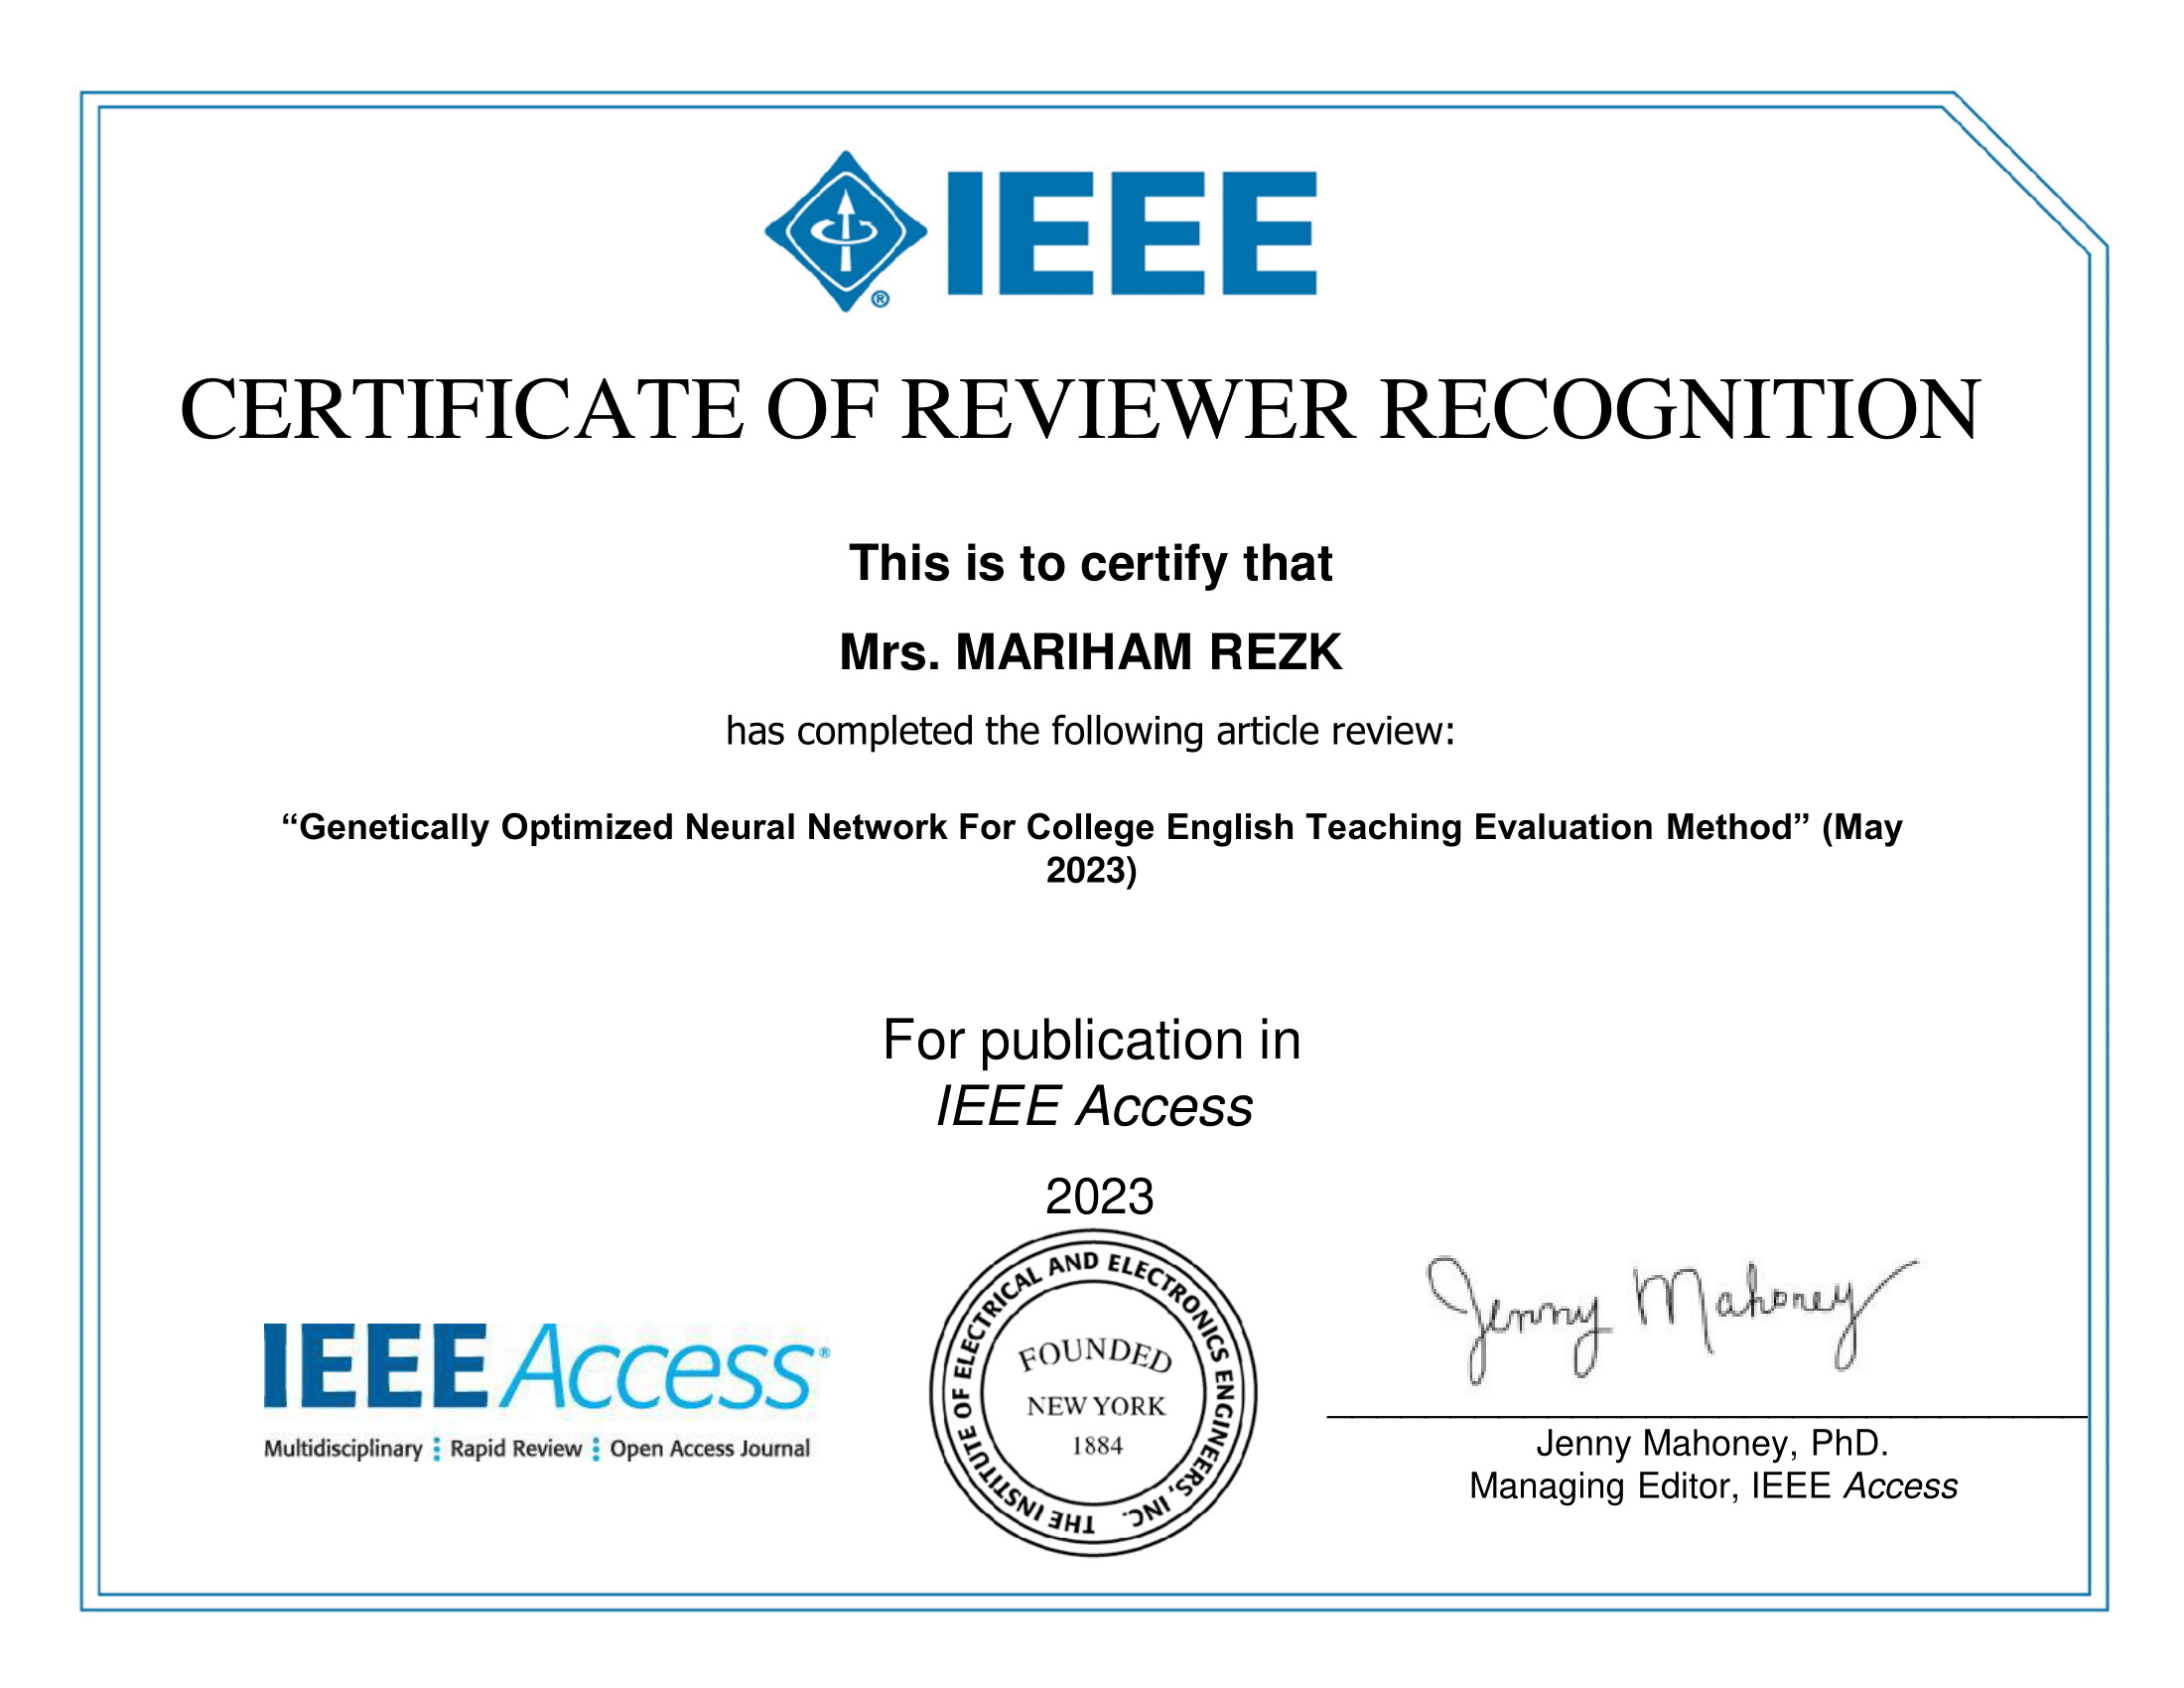 IEEE
®
CERTIFICATE OF REVIEWER RECOGNITION
This is to certify that
Mrs. MARIHAM REZK
has completed the following article review:
“Genetically Optimized Neural Network For College English Teaching Evaluation Method” (May
2023)
For publication in
IEEE Access
2023
IEEE Access®
Multidisciplinary Rapid Review Open Access Journal
THE INSTITUTE OF ELECTRICAL AND ELECTRONICS ENGINEERS, INC.
FOUNDED
NEW YORK
1884
Jenny Mahoney
Jenny Mahoney, PhD.
Managing Editor, IEEE Access